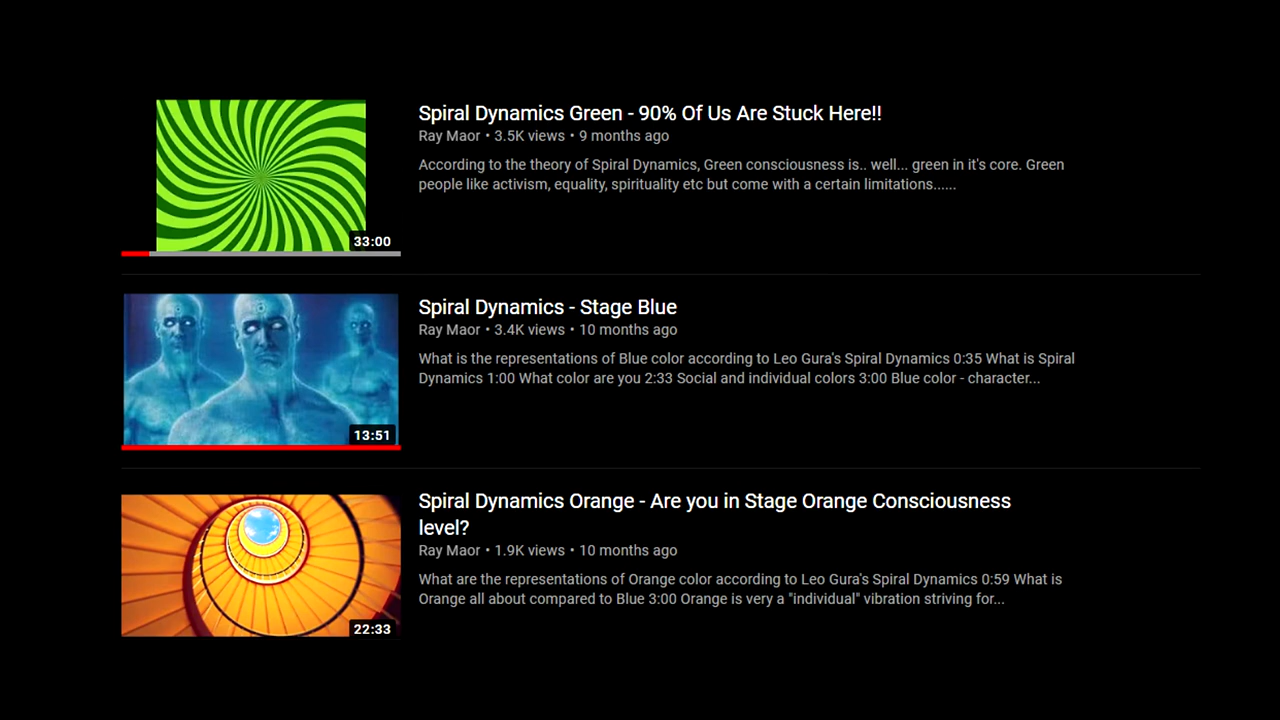 Spiral Dynamics Green - 90% Of Us Are Stuck Here!!
Ray Maor • 3.5K views • 9 months ago
According to the theory of Spiral Dynamics, Green consciousness is.. well... green in it's core. Green
people like activism, equality, spirituality etc but come with a certain limitations......
33:00
Spiral Dynamics - Stage Blue
Ray Maor • 3.4K views • 10 months ago
What is the representations of Blue color according to Leo Gura's Spiral Dynamics 0:35 What is Spiral
Dynamics 1:00 What color are you 2:33 Social and individual colors 3:00 Blue color - character...
13:51
Spiral Dynamics Orange - Are you in Stage Orange Consciousness
level?
Ray Maor • 1.9K views • 10 months ago
What are the representations of Orange color according to Leo Gura's Spiral Dynamics 0:59 What is
Orange all about compared to Blue 3:00 Orange is very a "individual" vibration striving for...
22:33